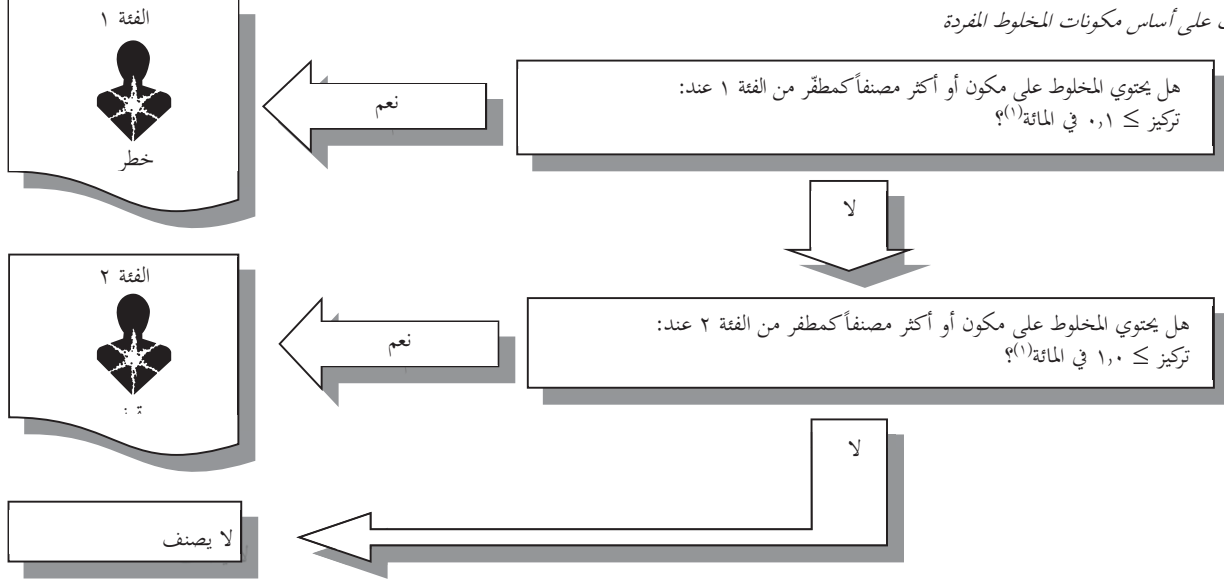 على أساس مكونات المخلوط المفردة
هل يحتوي المخلوط على مكون أو أكثر مصنفاً كمطفّر من الفئة ١ عند:
تركيز ≥ ٠,١ في المائة(١)؟
نعم
الفئة ١
خطر
لا
هل يحتوي المخلوط على مكون أو أكثر مصنفاً كمطفر من الفئة ٢ عند:
تركيز ≥ ١,٠ في المائة(١)؟
نعم
الفئة ٢
لا
لا يصنف